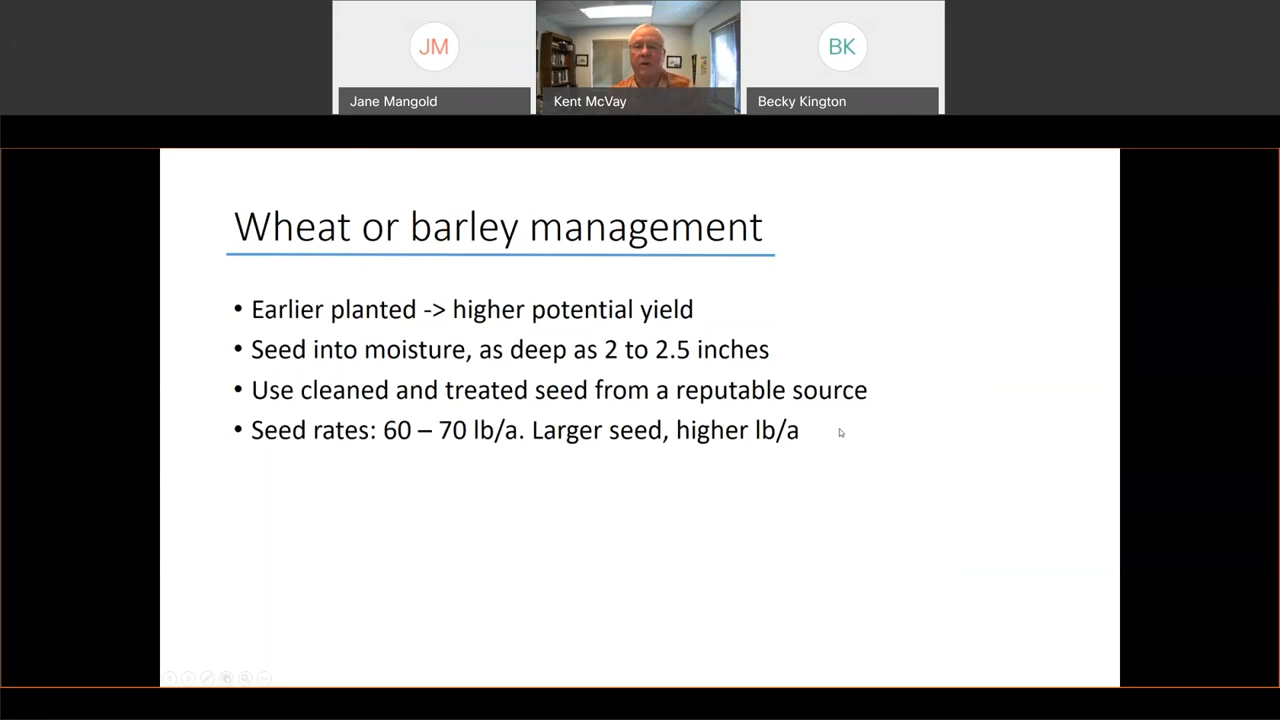 JM
BK
Jane Mangold
Kent McVay
Becky Kington
Wheat or barley management
• Earlier planted -> higher potential yield
• Seed into moisture, as deep as 2 to 2.5 inches
• Use cleaned and treated seed from a reputable source
• Seed rates: 60 – 70 lb/a. Larger seed, higher lb/a